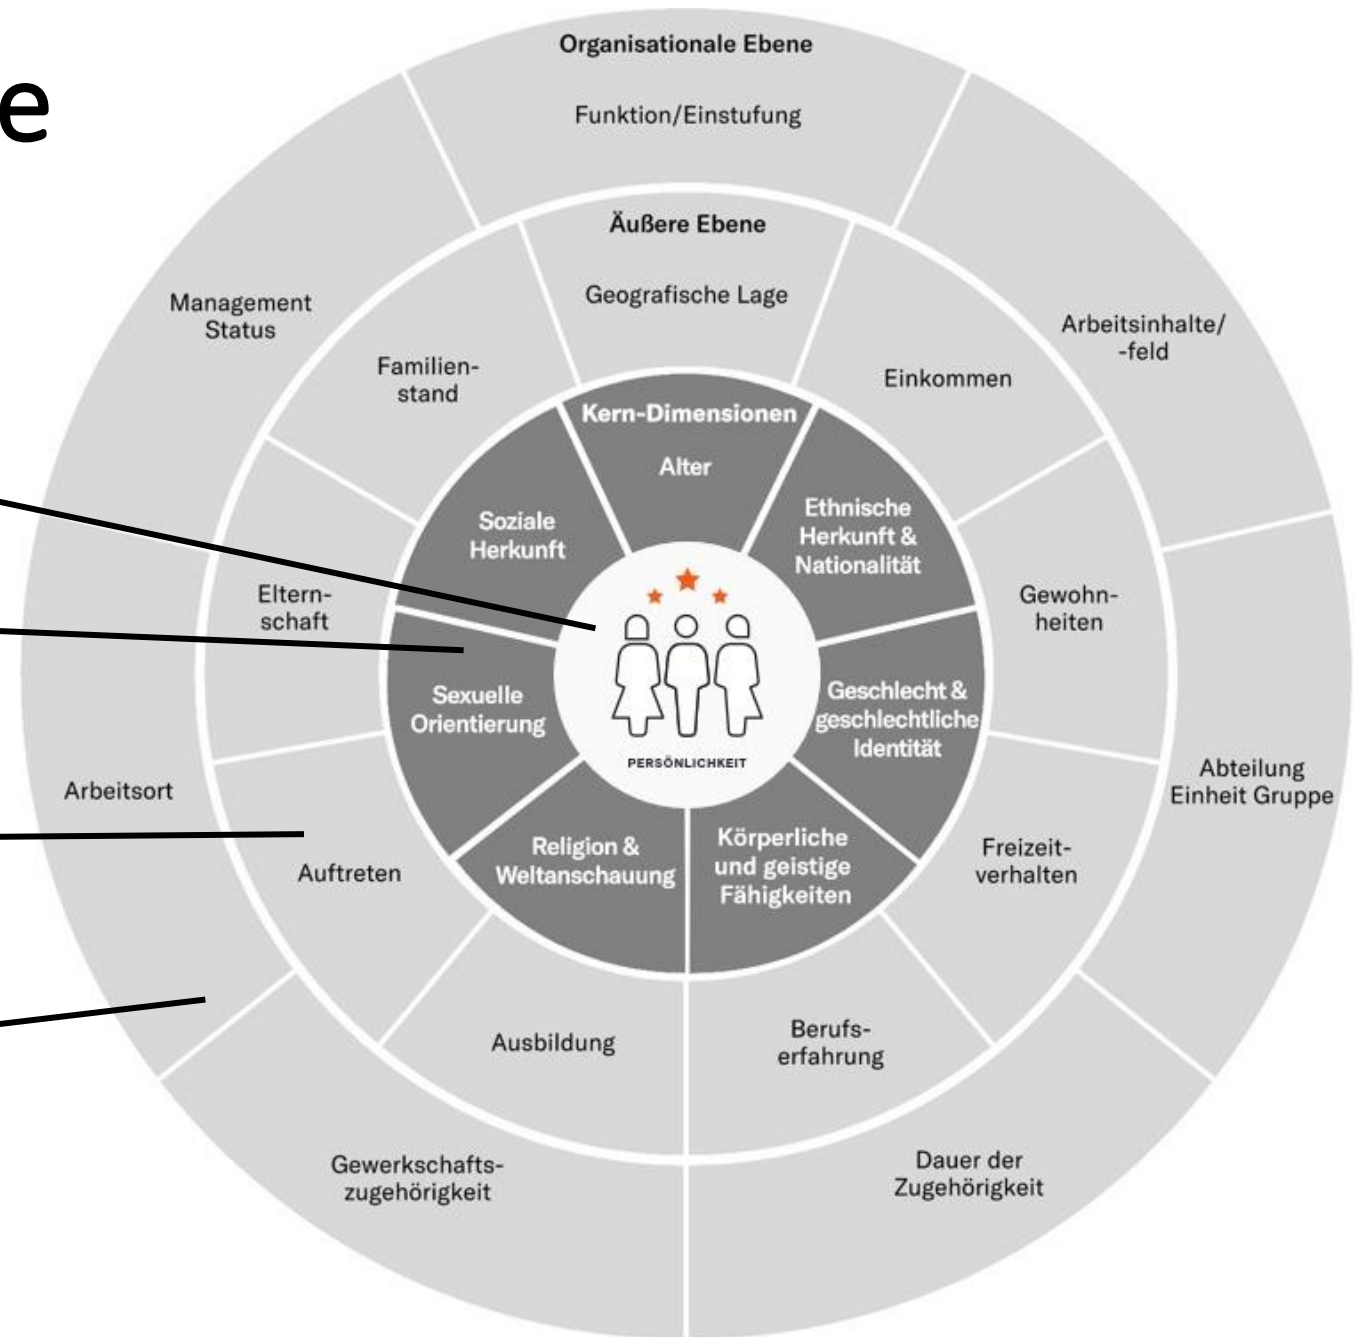 e
Organisationale Ebene
Funktion/Einstufung
Management
Status
Arbeitsinhalte/
-feld
Arbeitsort
Abteilung
Einheit Gruppe
Gewerkschafts-
zugehörigkeit
Dauer der
Zugehörigkeit
Äußere Ebene
Geografische Lage
Familien-
stand
Einkommen
Eltern-
schaft
Gewohn-
heiten
Auftreten
Freizeit-
verhalten
Ausbildung
Berufs-
erfahrung
Kern-Dimensionen
Alter
Soziale
Herkunft
Ethnische
Herkunft &
Nationalität
Sexuelle
Orientierung
Geschlecht &
geschlechtliche
Identität
Religion &
Weltanschauung
Körperliche
und geistige
Fähigkeiten
PERSÖNLICHKEIT